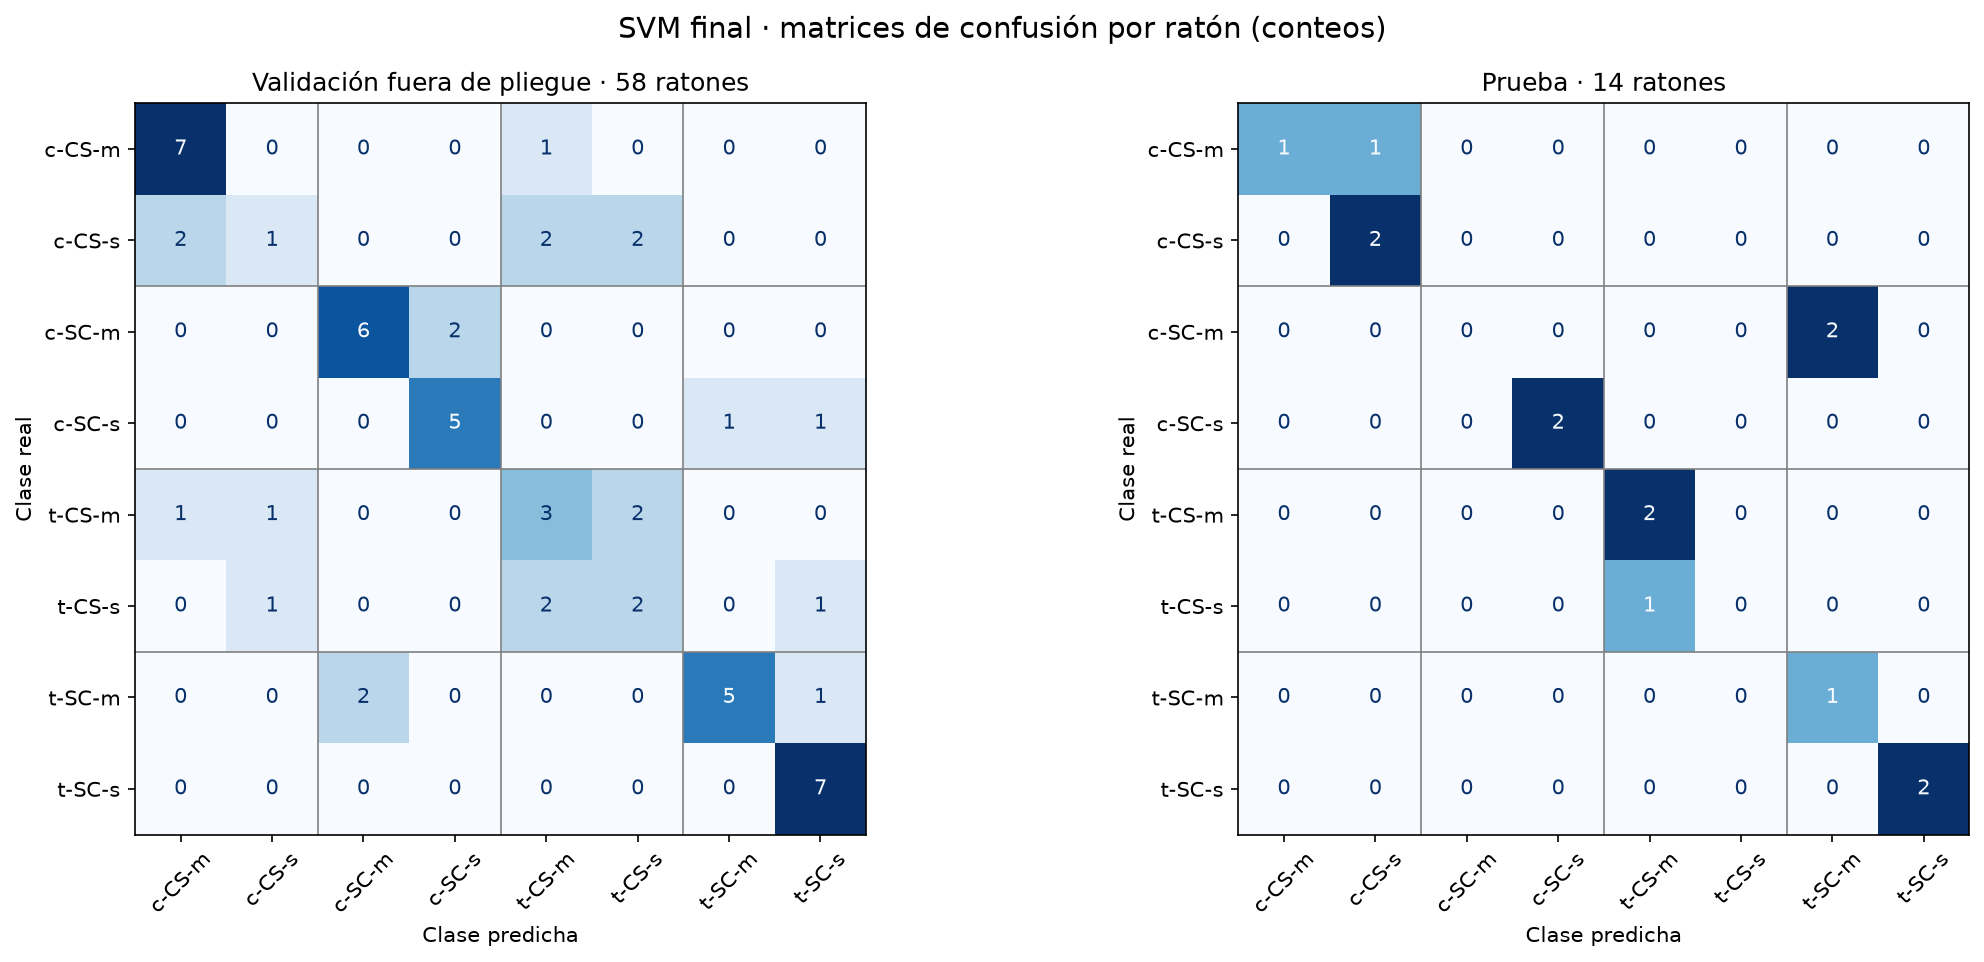 SVM final · matrices de confusión por ratón (conteos)
Validación fuera de pliegue · 58 ratones
Clase real
c-CS-m 7 0 0 0 1 0 0 0
c-CS-s 2 1 0 0 2 2 0 0
c-SC-m 0 0 6 2 0 0 0 0
c-SC-s 0 0 0 5 0 0 1 1
t-CS-m 1 1 0 0 3 2 0 0
t-CS-s 0 1 0 0 2 2 0 1
t-SC-m 0 0 2 0 0 0 5 1
t-SC-s 0 0 0 0 0 0 0 7
c-CS-m c-CS-s c-SC-m c-SC-s t-CS-m t-CS-s t-SC-m t-SC-s
Clase predicha
Prueba · 14 ratones
Clase real
c-CS-m 1 1 0 0 0 0 0 0
c-CS-s 0 2 0 0 0 0 0 0
c-SC-m 0 0 0 0 0 0 2 0
c-SC-s 0 0 0 2 0 0 0 0
t-CS-m 0 0 0 0 2 0 0 0
t-CS-s 0 0 0 0 1 0 0 0
t-SC-m 0 0 0 0 0 0 1 0
t-SC-s 0 0 0 0 0 0 0 2
c-CS-m c-CS-s c-SC-m c-SC-s t-CS-m t-CS-s t-SC-m t-SC-s
Clase predicha